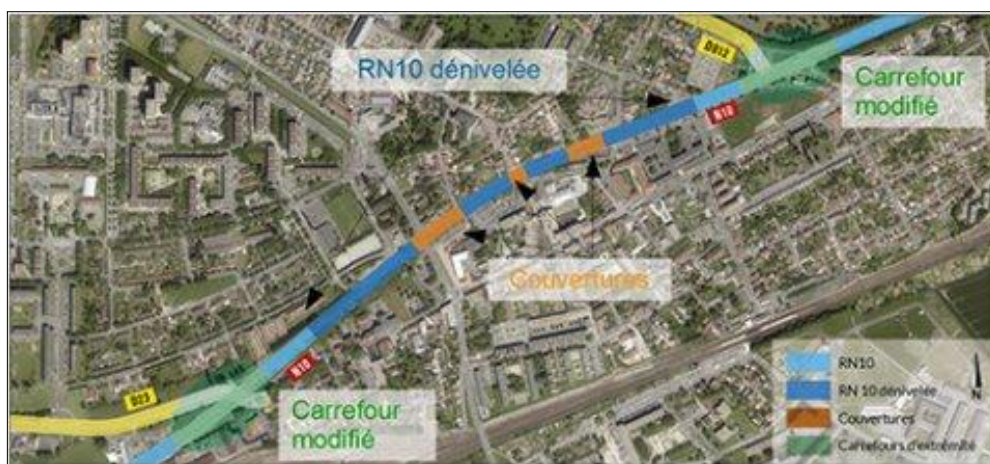 D912
RN10 dénivelée
Carrefour
modifié
N10
Couvertures
RN10
RN 10 dénivelée
Couvertures
Carrefours d'extrémité
N
N10
D23
Carrefour
modifié